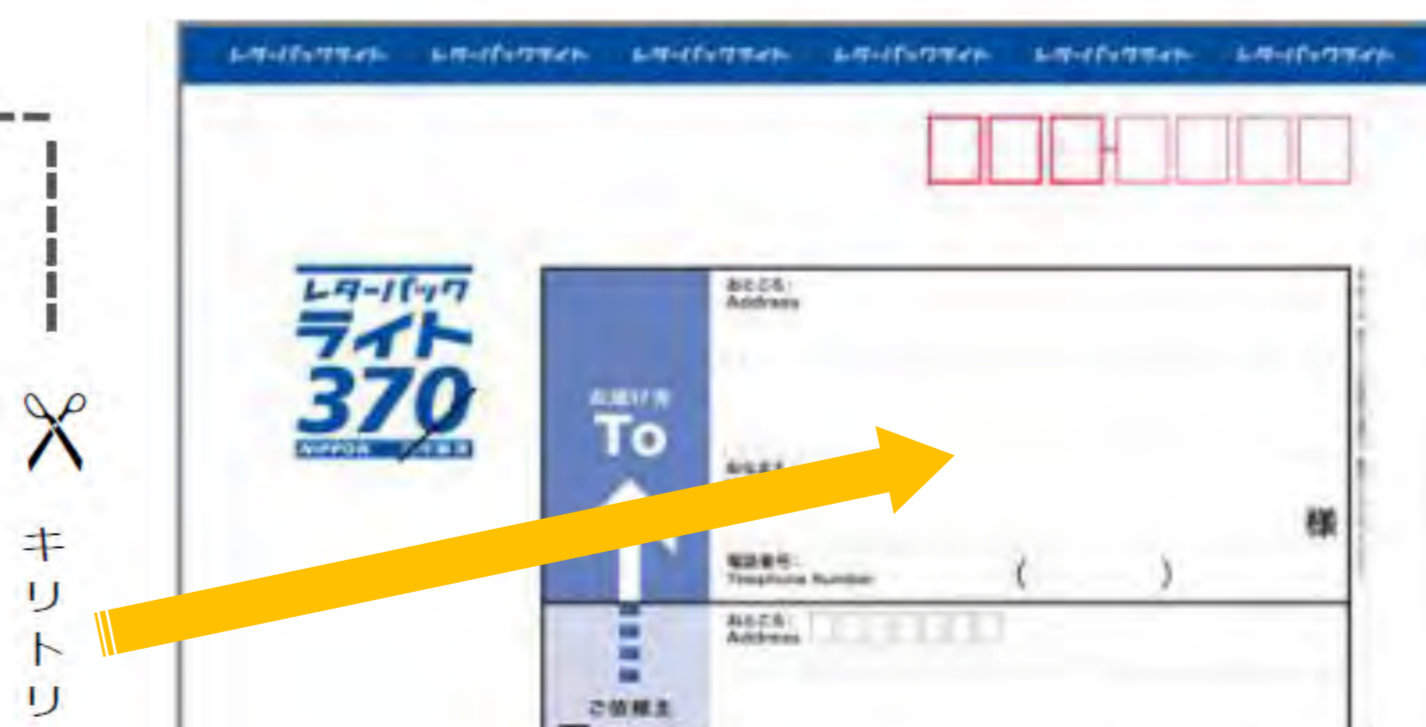 レターパックライト レターパックライト レターパックライト レターパックライト レターパックライト レターパックライト
レターパック
ライト
370
NIPPON
おところ:
Address
お届け先
To
おなまえ
様
電話番号:
Telephone Number ( )
おところ:
Address
ご依頼主
キリトリ